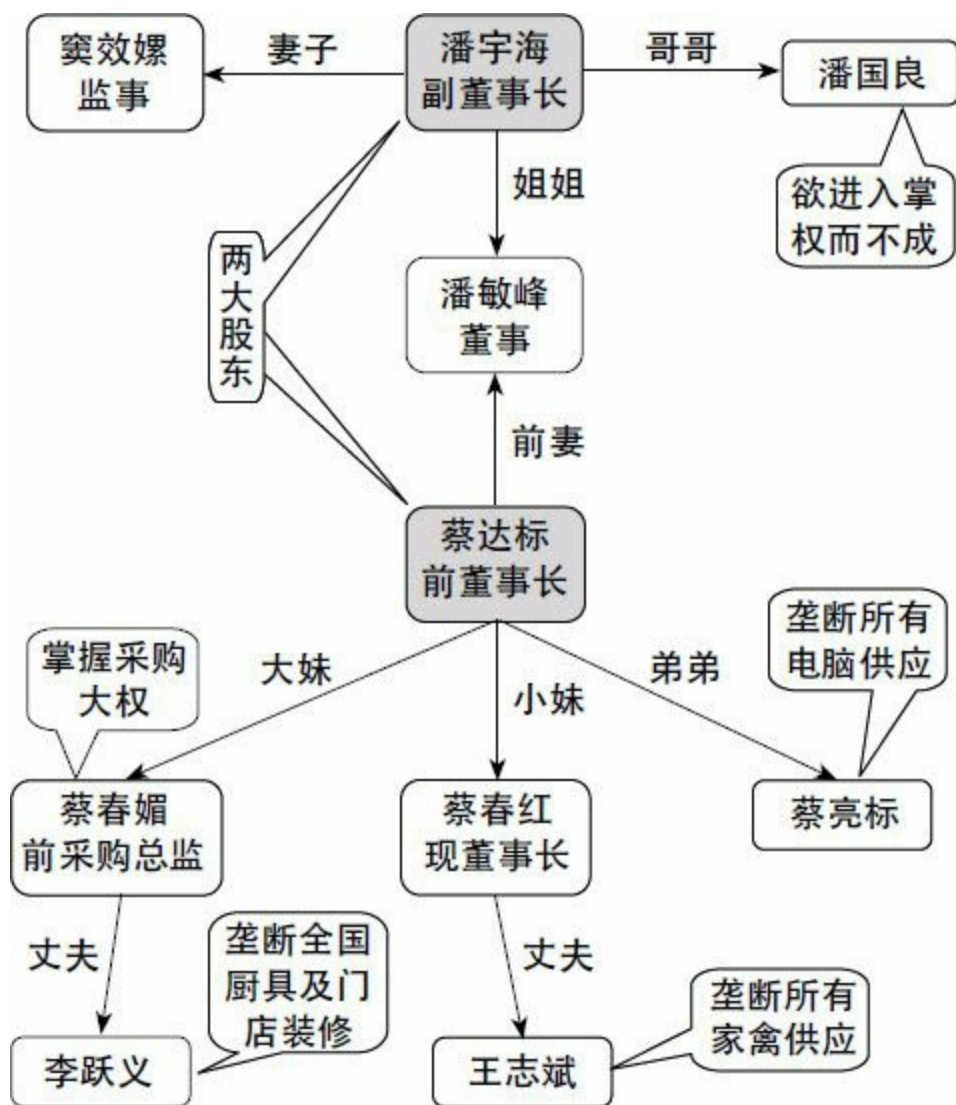 窦效嫘
监事
妻子
潘宇海
副董事长
哥哥
潘国良
欲进入掌
权而不成
姐姐
两
大
股
东
潘敏峰
董事
前妻
蔡达标
前董事长
掌握采购
大权
大妹
小妹
弟弟
垄断所有
电脑供应
蔡春媚
前采购总监
蔡春红
现董事长
蔡亮标
丈夫
垄断全国
厨具及门
店装修
丈夫
垄断所有
家禽供应
李跃义
王志斌